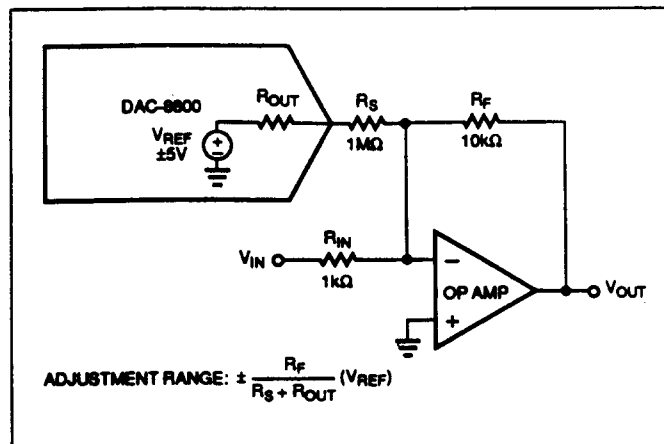 DAC-8800
ROUT
VREF
±5V
RS
1MΩ
RF
10kΩ
VIN
RIN
1kΩ
−
OP AMP
+
VOUT
ADJUSTMENT RANGE: ± RF / RS + ROUT (VREF)